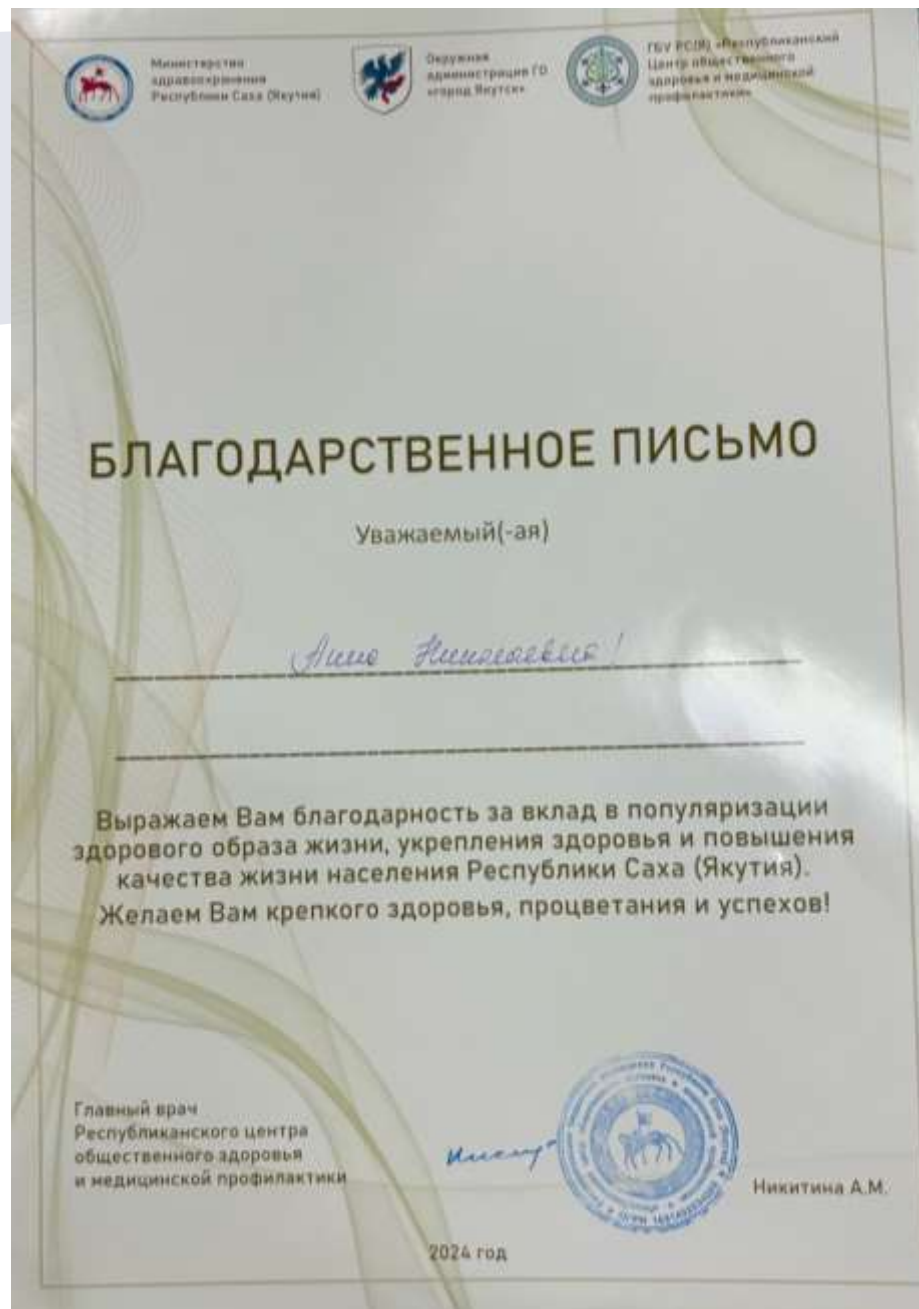 Министерство
здравоохранения
Республики Саха (Якутия)
Окружная
администрация ГО
«город Якутск»
ГБУ РС(Я) «Республиканский
Центр общественного
здоровья и медицинской
профилактики»
БЛАГОДАРСТВЕННОЕ ПИСЬМО
Уважаемый(-ая)
Николаевна!
Выражаем Вам благодарность за вклад в популяризации
здорового образа жизни, укрепления здоровья и повышения
качества жизни населения Республики Саха (Якутия).
Желаем Вам крепкого здоровья, процветания и успехов!
Главный врач
Республиканского центра
общественного здоровья
и медицинской профилактики
Никитина А.М.
2024 год